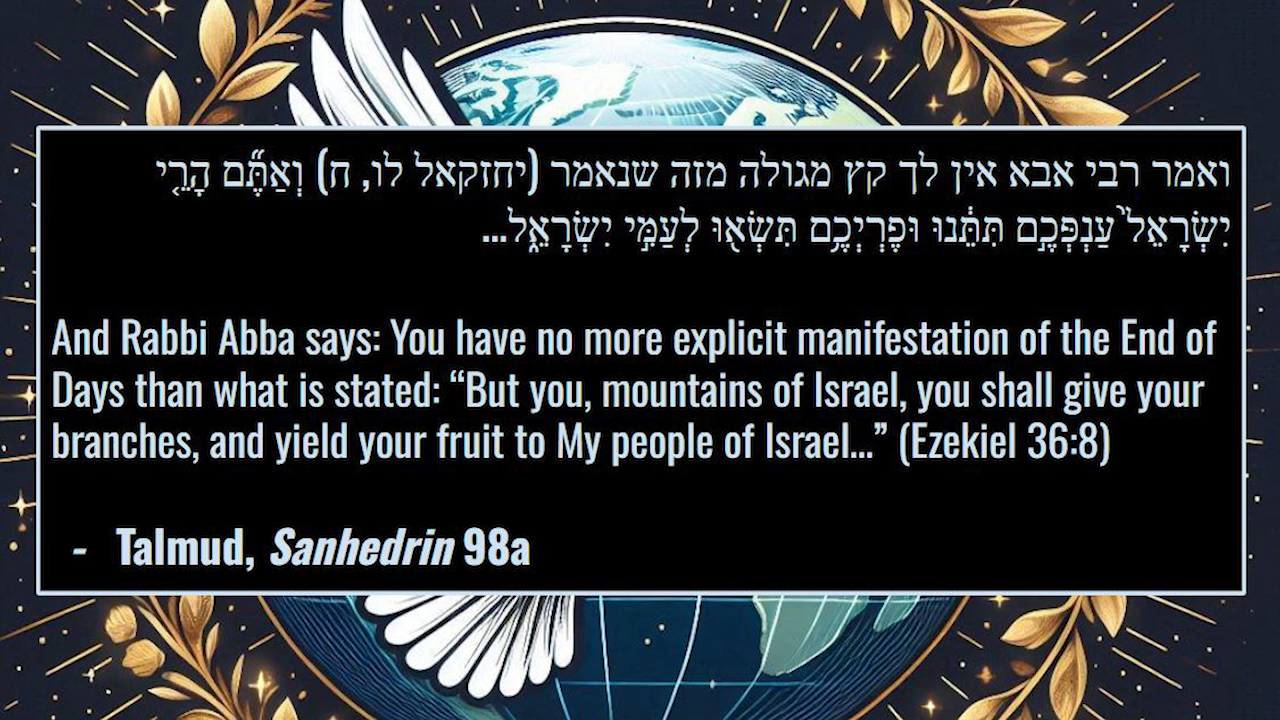 ואמר רבי אבא אין לך קץ מגולה מזה שנאמר (יחזקאל לו, ח) וְאַתֶּ֞ם הָרֵ֤י
יִשְׂרָאֵל֙ עַנְפְּכֶ֣ם תִּתֵּ֔נוּ וּפֶרְיְכֶ֥ם תִּשְׂא֖וּ לְעַמִּ֣י יִשְׂרָאֵ֑ל...
And Rabbi Abba says: You have no more explicit manifestation of the End of
Days than what is stated: “But you, mountains of Israel, you shall give your
branches, and yield your fruit to My people of Israel...” (Ezekiel 36:8)
- Talmud, Sanhedrin 98a